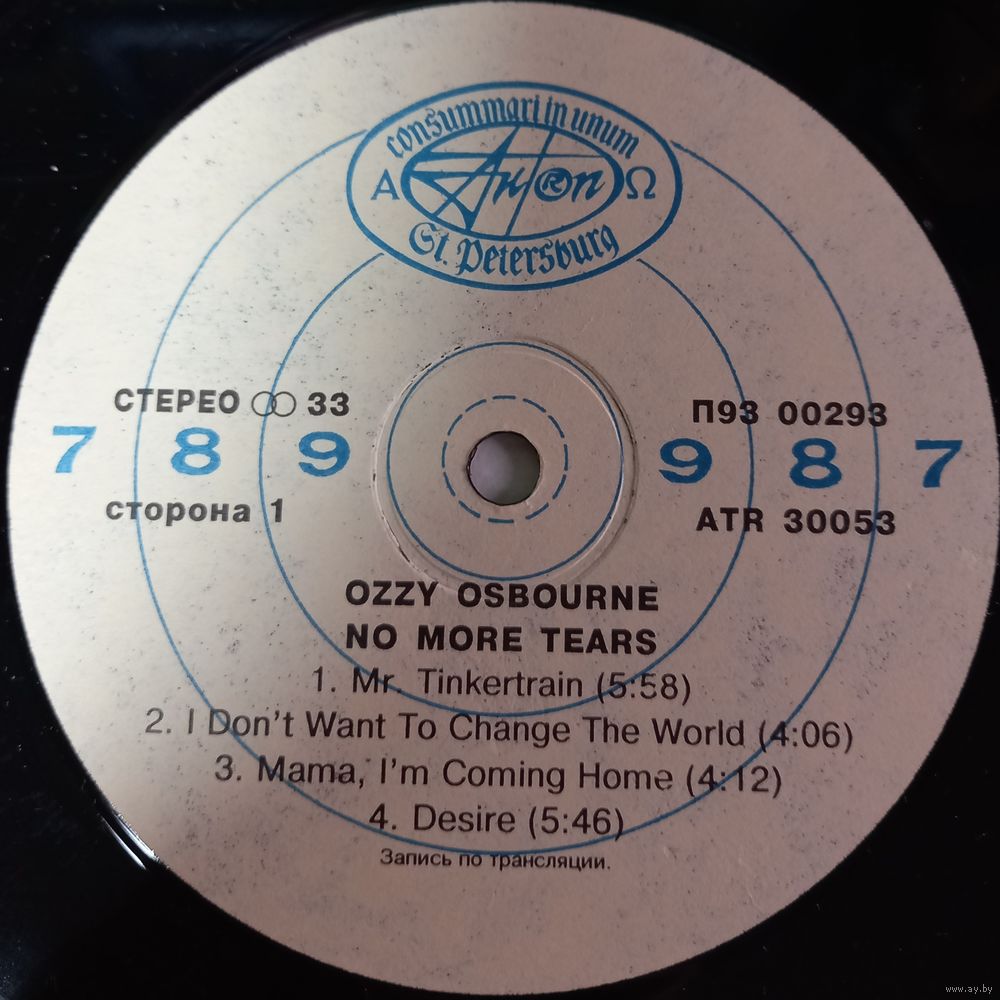 consummari in unum
Α AnTRon Ω
St. Petersburg
СТЕРЕО 33
П93 00293
7 8 9 9 8 7
сторона 1
ATR 30053
OZZY OSBOURNE
NO MORE TEARS
1. Mr. Tinkertrain (5:58)
2. I Don't Want To Change The World (4:06)
3. Mama, I'm Coming Home (4:12)
4. Desire (5:46)
Запись по трансляции.
www.ay.by